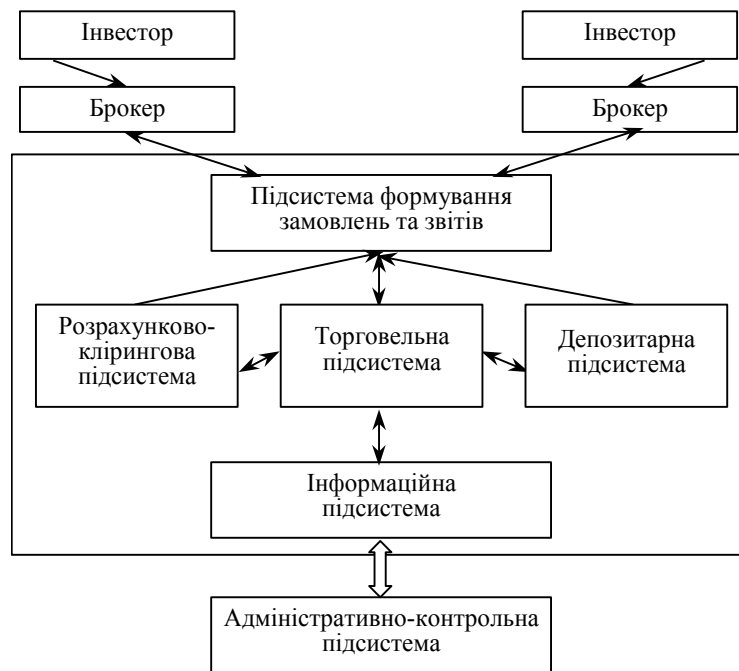 Інвестор
Інвестор
Брокер
Брокер
Підсистема формування
замовлень та звітів
Розрахунково-
клірингова
підсистема
Торговельна
підсистема
Депозитарна
підсистема
Інформаційна
підсистема
Адміністративно-контрольна
підсистема